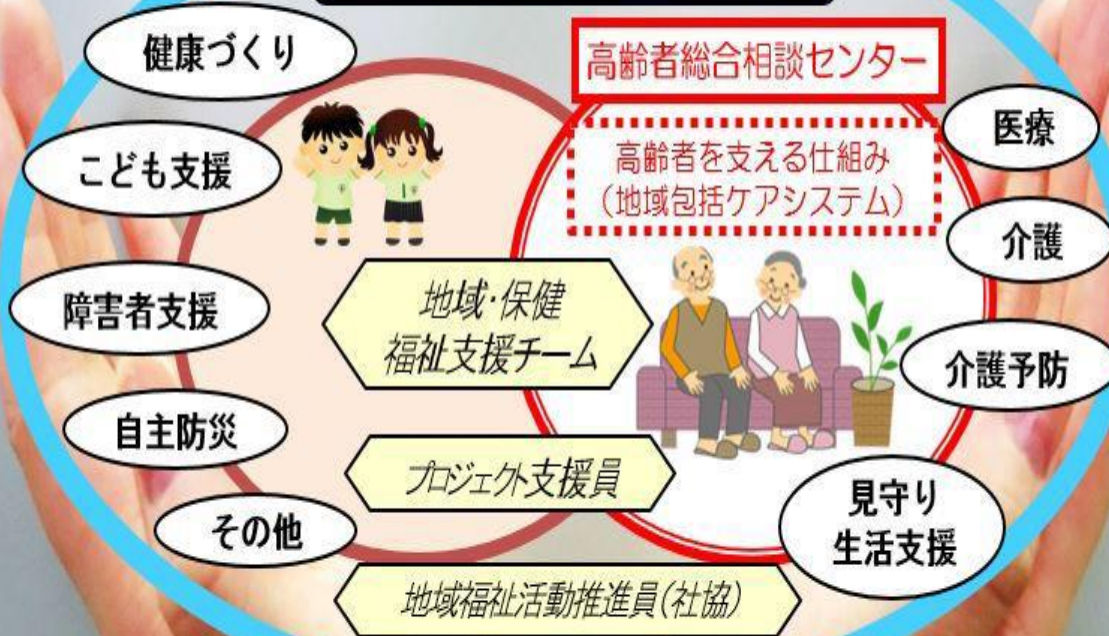 健康づくり
こども支援
障害者支援
自主防災
その他
高齢者総合相談センター
高齢者を支える仕組み
(地域包括ケアシステム)
医療
介護
介護予防
見守り
生活支援
地域・保健
福祉支援チーム
プロジェクト支援員
地域福祉活動推進員(社協)